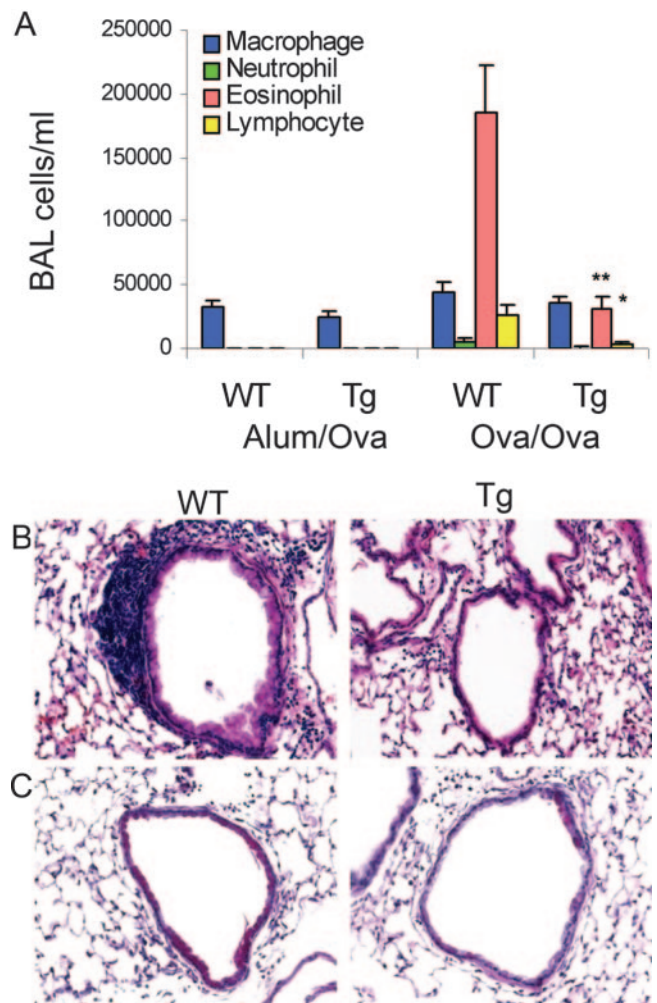 A
250000
200000
150000
100000
50000
0
BAL cells/ml
Macrophage
Neutrophil
Eosinophil
Lymphocyte
**
*
WT Tg WT Tg
Alum/Ova Ova/Ova
WT Tg
B
C